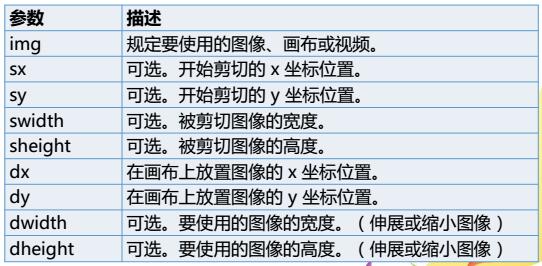 参数 描述
img 规定要使用的图像、画布或视频。
sx 可选。开始剪切的 x 坐标位置。
sy 可选。开始剪切的 y 坐标位置。
swidth 可选。被剪切图像的宽度。
sheight 可选。被剪切图像的高度。
dx 在画布上放置图像的 x 坐标位置。
dy 在画布上放置图像的 y 坐标位置。
dwidth 可选。要使用的图像的宽度。（伸展或缩小图像）
dheight 可选。要使用的图像的高度。（伸展或缩小图像）